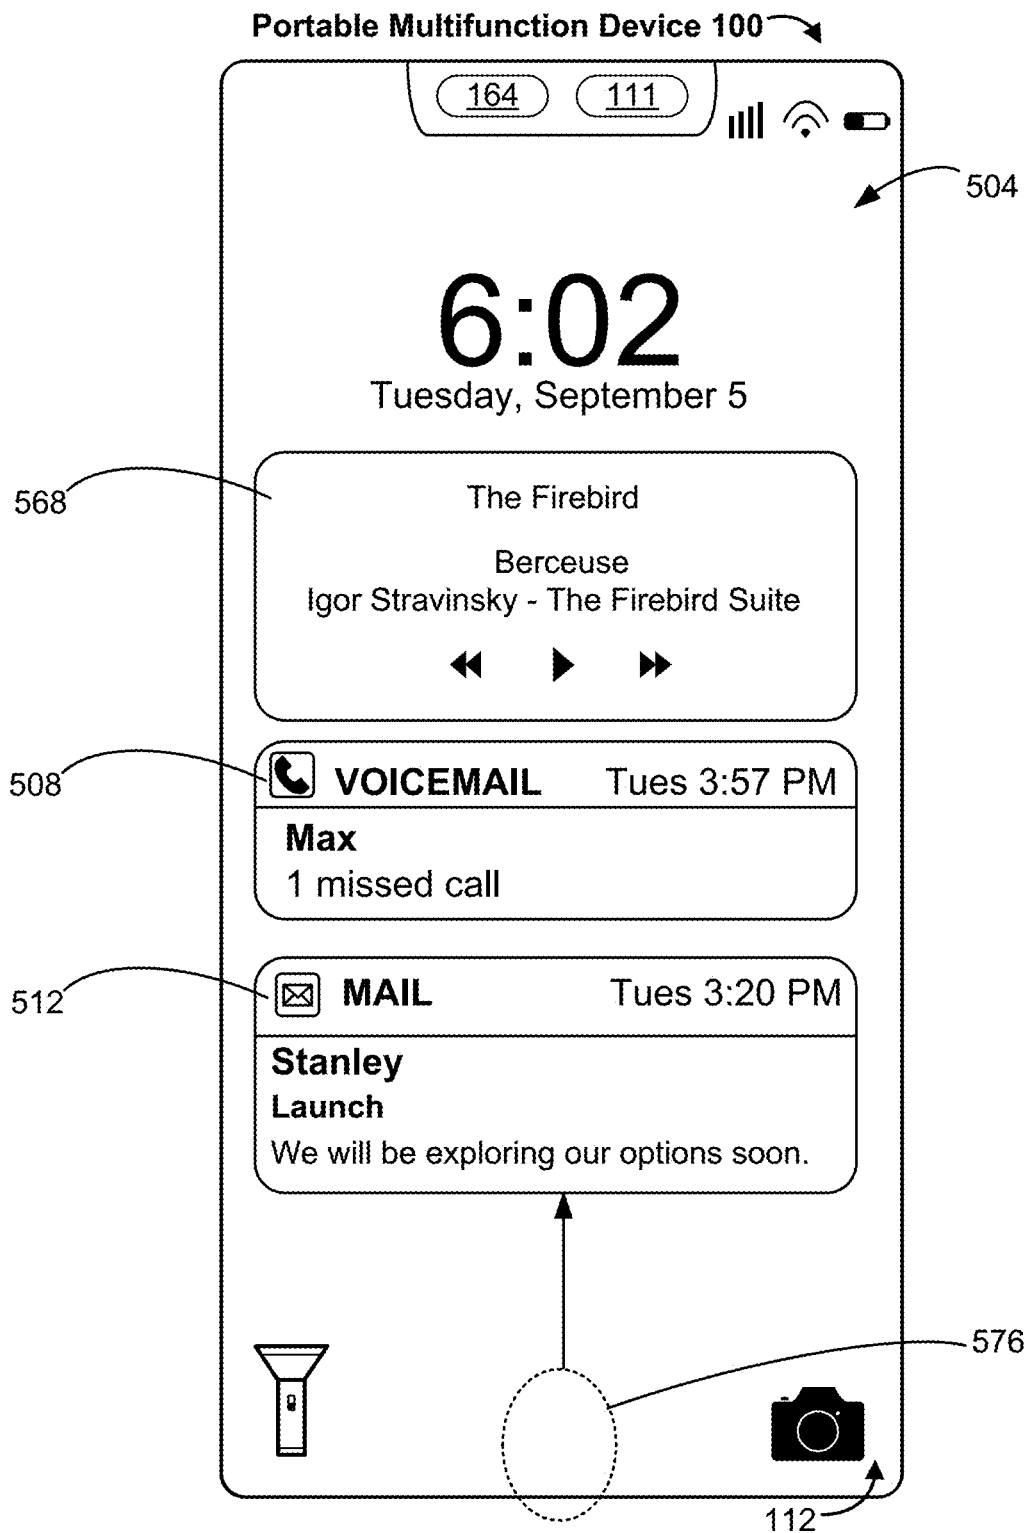 Portable Multifunction Device 100
164 111
504
6:02
Tuesday, September 5
568
The Firebird
Berceuse
Igor Stravinsky - The Firebird Suite
508
VOICEMAIL Tues 3:57 PM
Max
1 missed call
512
MAIL Tues 3:20 PM
Stanley
Launch
We will be exploring our options soon.
576
112